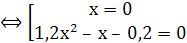 ⇔ [ x = 0
1,2x² − x − 0,2 = 0